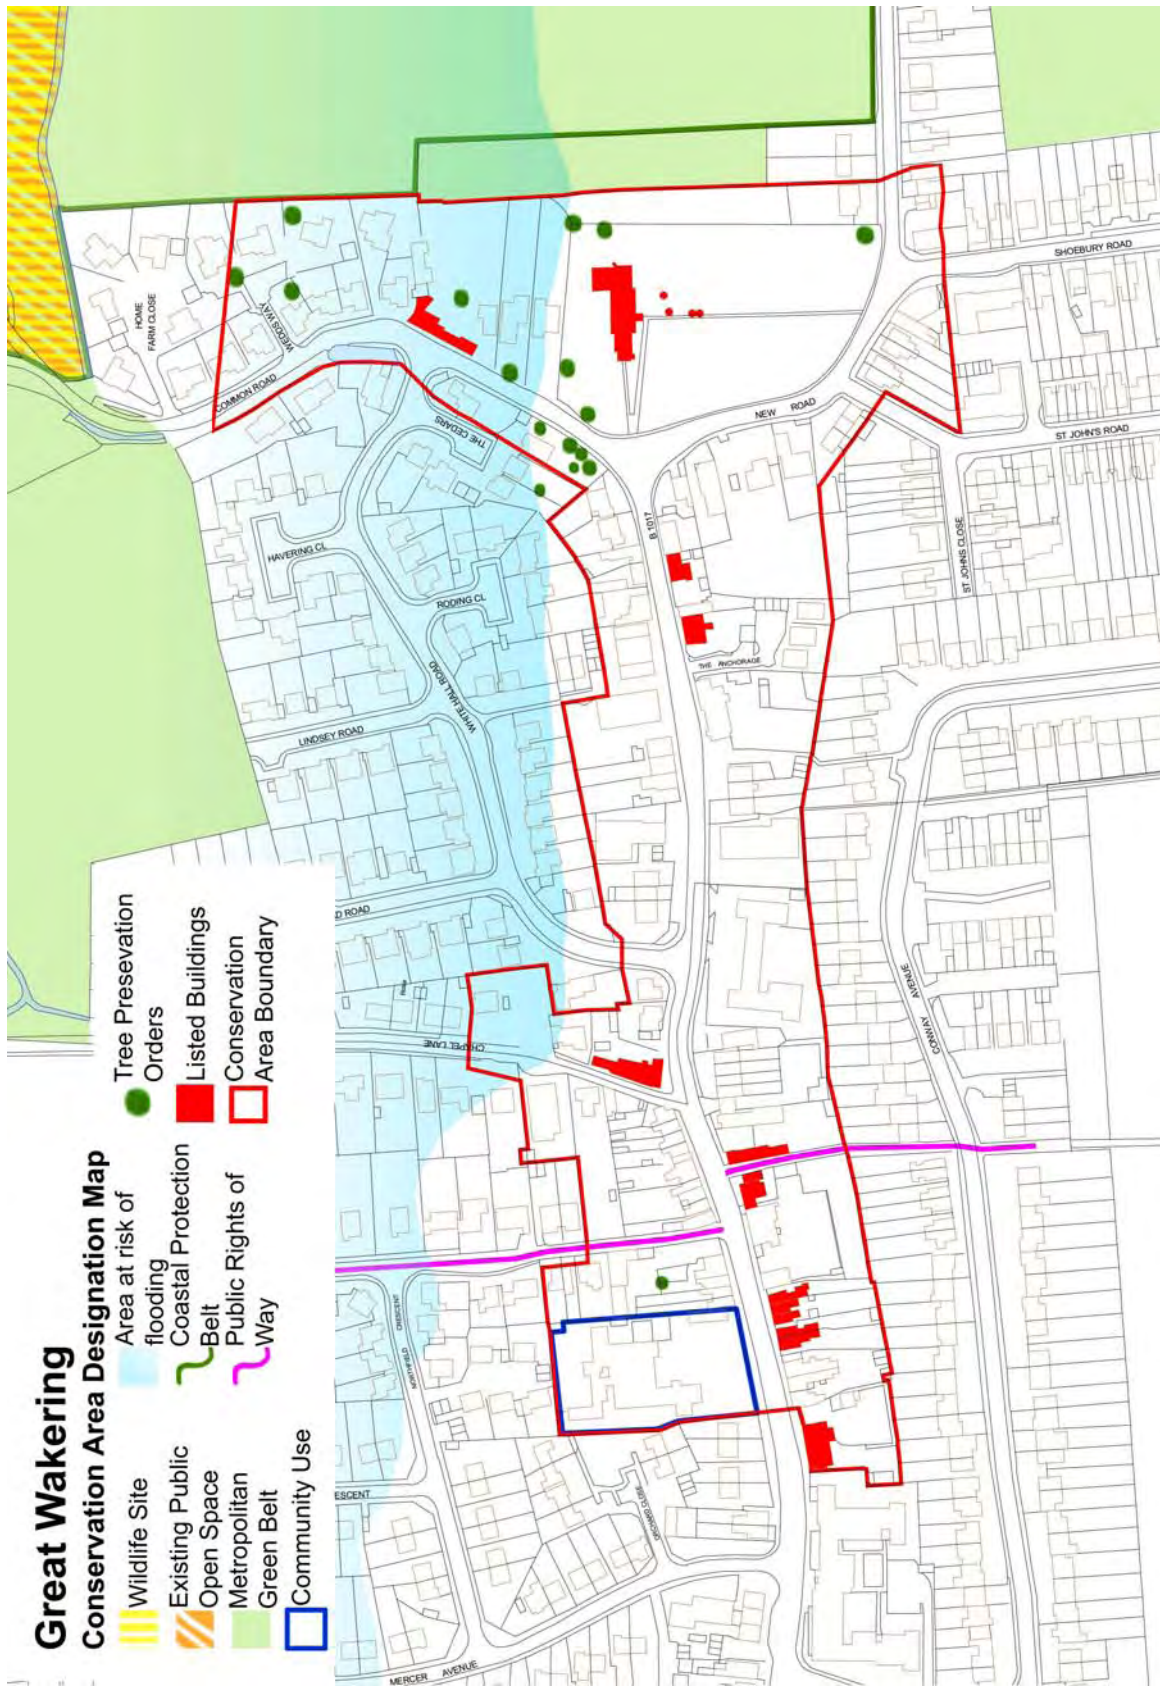 Great Wakering
Conservation Area Designation Map
Wildlife Site
Existing Public
Open Space
Metropolitan
Green Belt
Community Use
Area at risk of
flooding
Coastal Protection
Belt
Public Rights of
Way
Tree Presevation
Orders
Listed Buildings
Conservation
Area Boundary
HOME
FARM CLOSE
WEDDS WAY
COMMON ROAD
THE CEDARS
HAVERING CL
RODING CL
WHITE HALL ROAD
LINDSEY ROAD
D ROAD
CHAPEL LANE
NORTHFIELD
CRESCENT
ESCENT
MERCER AVENUE
ORCHARD CLOSE
B 1017
THE ANCHORAGE
NEW ROAD
SHOEBURY ROAD
ST JOHN'S ROAD
ST JOHNS CLOSE
CONWAY AVENUE